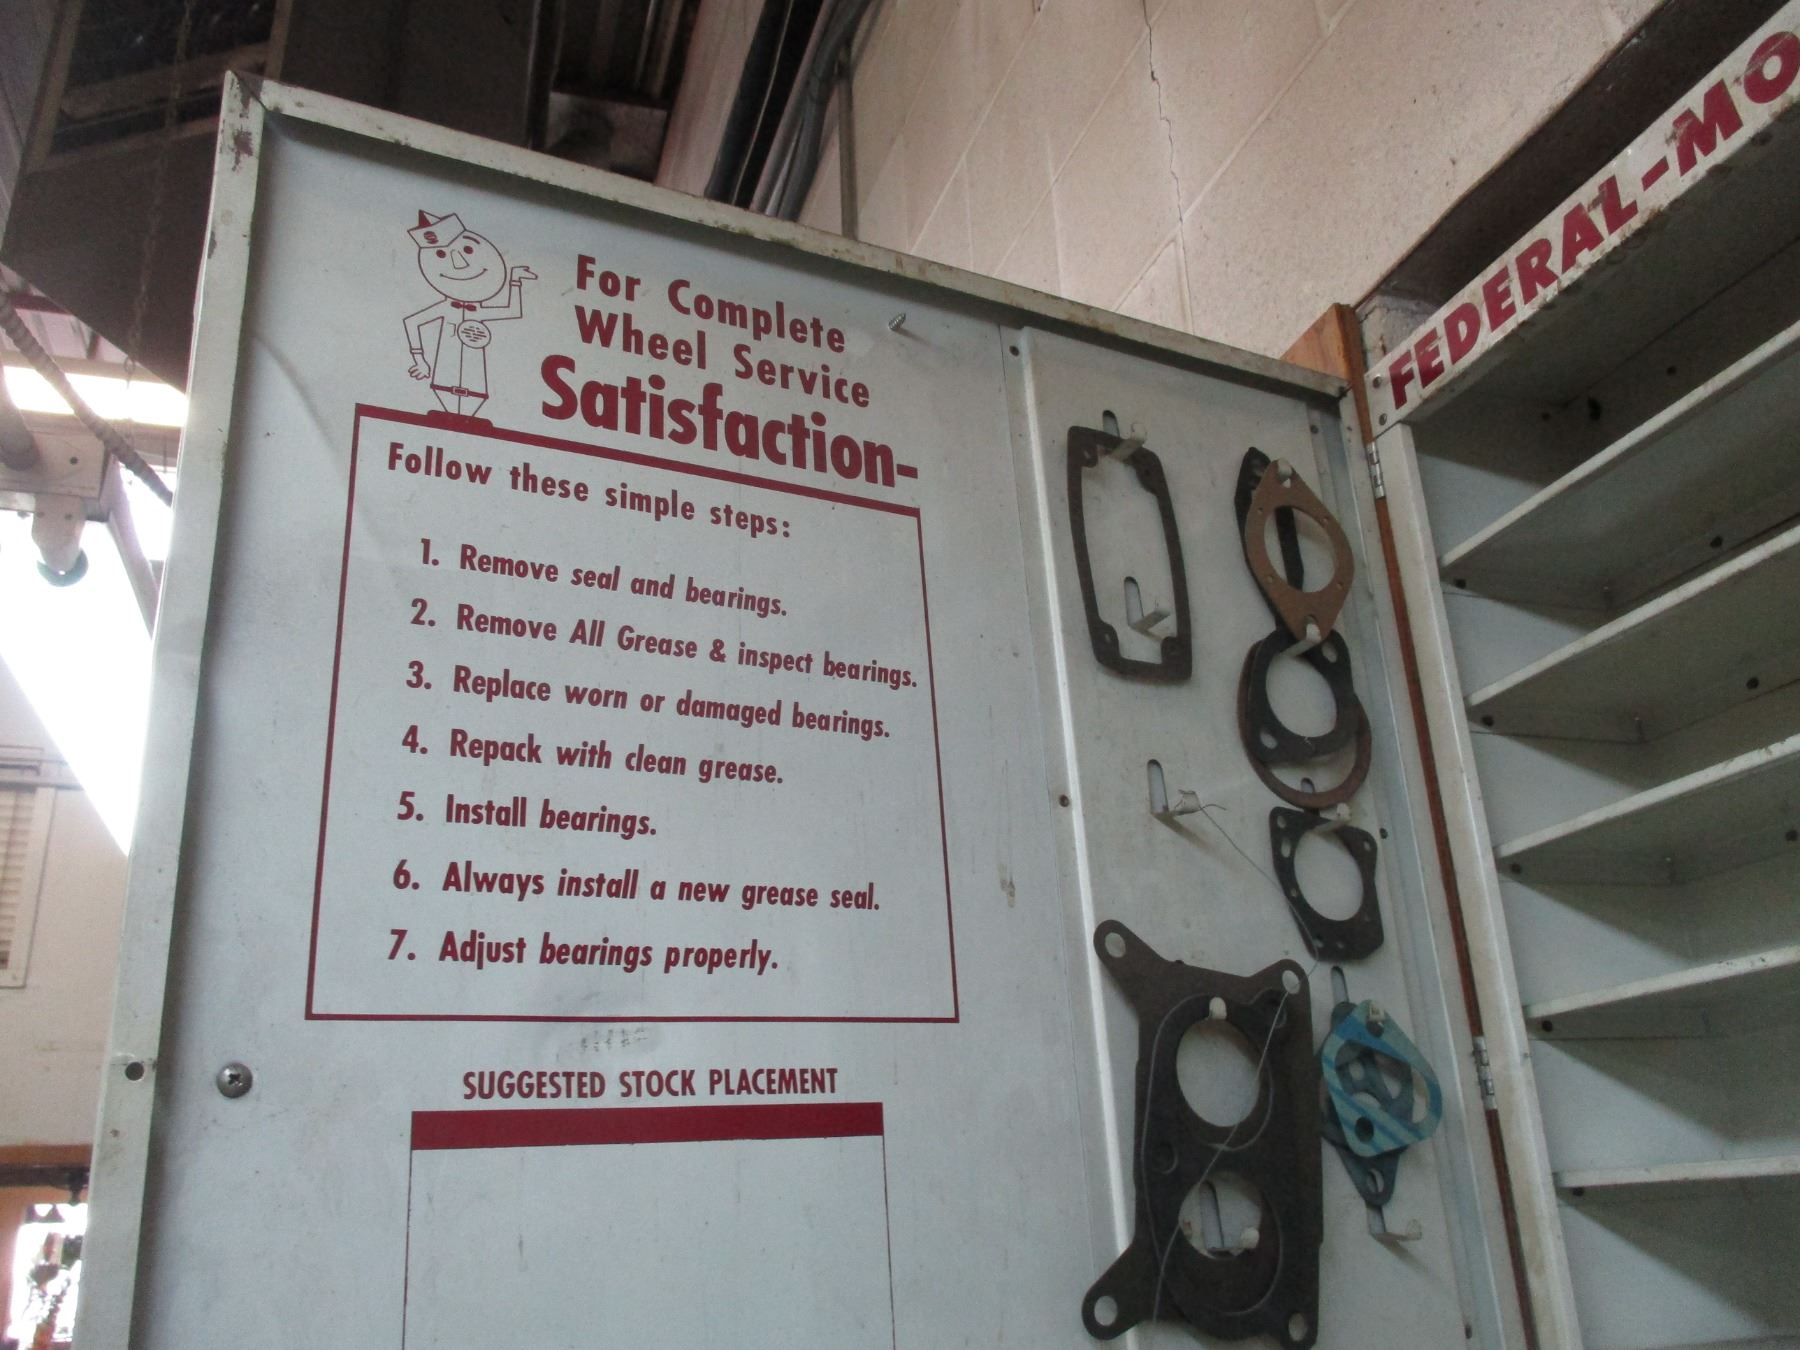 For Complete
Wheel Service
Satisfaction-
Follow these simple steps:
1. Remove seal and bearings.
2. Remove All Grease & inspect bearings.
3. Replace worn or damaged bearings.
4. Repack with clean grease.
5. Install bearings.
6. Always install a new grease seal.
7. Adjust bearings properly.
SUGGESTED STOCK PLACEMENT
FEDERAL-MO